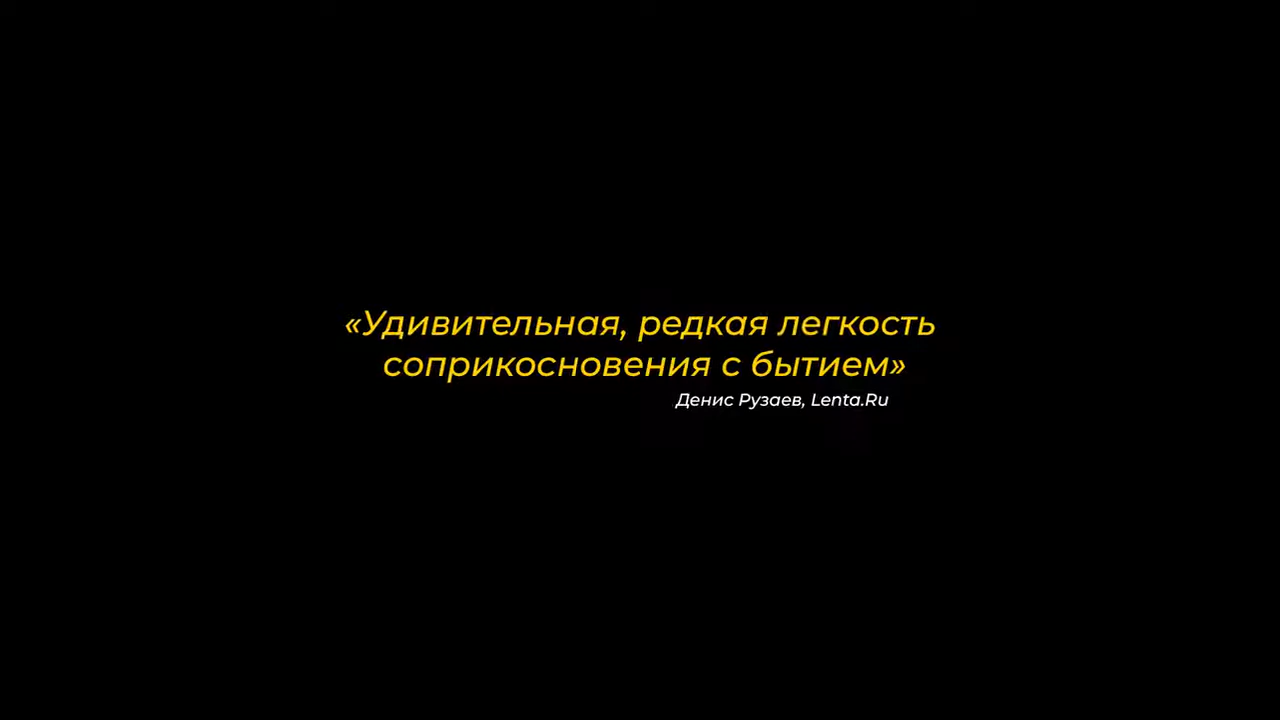 «Удивительная, редкая легкость
соприкосновения с бытием»
Денис Рузаев, Lenta.Ru